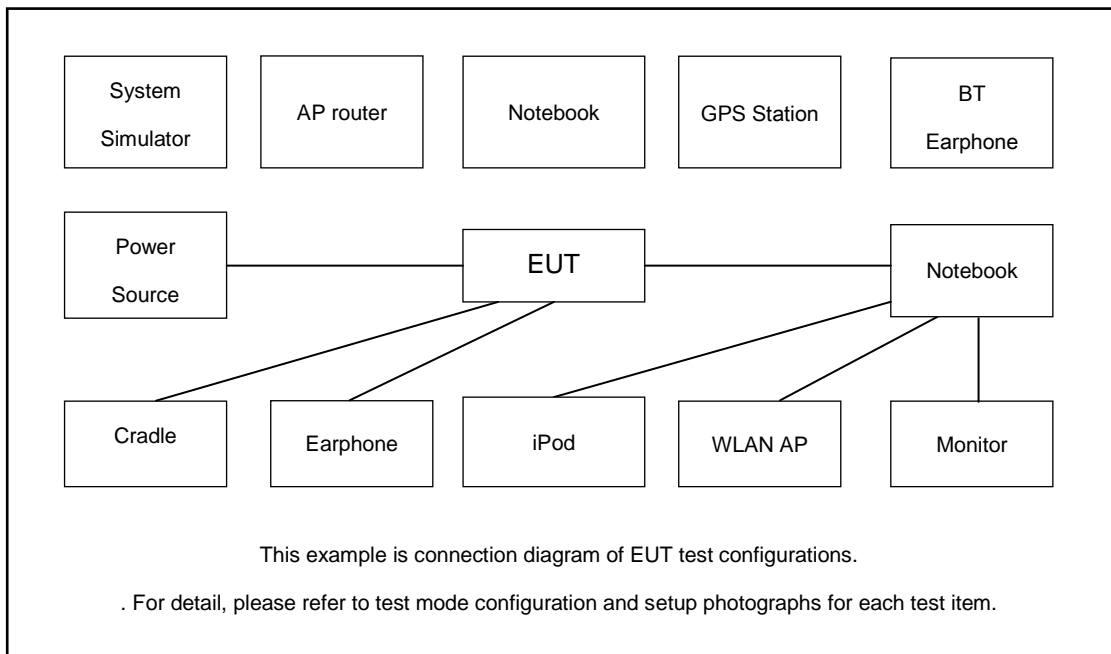 System
Simulator
AP router
Notebook
GPS Station
BT
Earphone
Power
Source
EUT
Notebook
Cradle
Earphone
iPod
WLAN AP
Monitor
This example is connection diagram of EUT test configurations.
. For detail, please refer to test mode configuration and setup photographs for each test item.